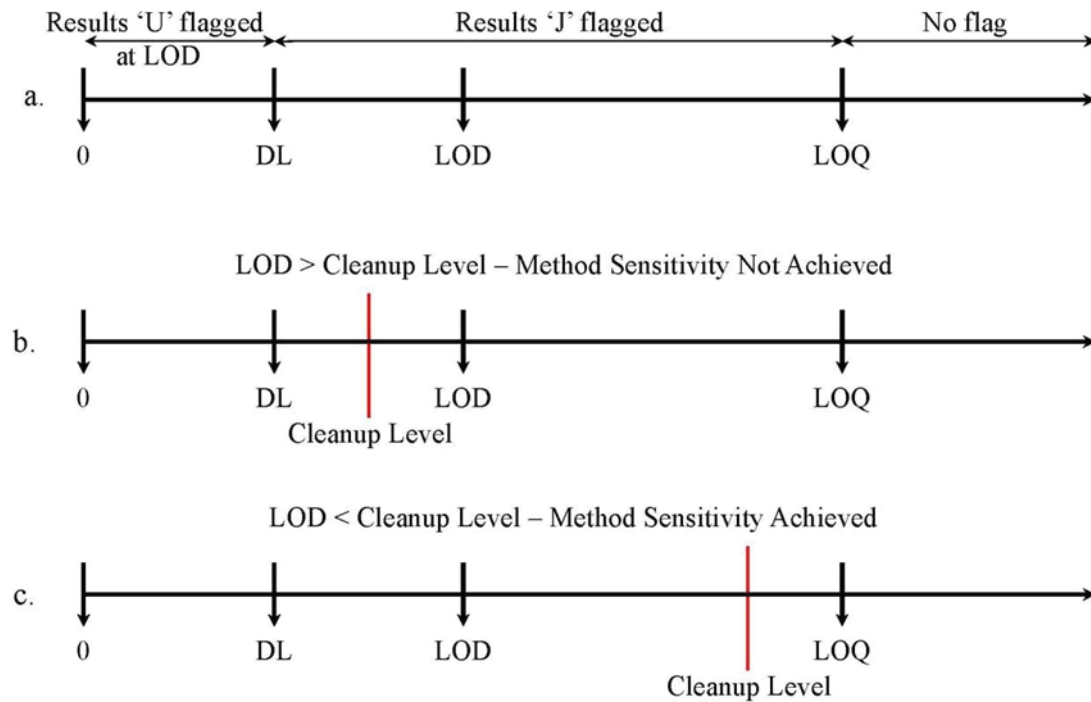 Results ‘U’ flagged at LOD
Results ‘J’ flagged
No flag
a.
0 DL LOD LOQ
LOD > Cleanup Level – Method Sensitivity Not Achieved
b.
0 DL LOD LOQ
Cleanup Level
LOD < Cleanup Level – Method Sensitivity Achieved
c.
0 DL LOD LOQ
Cleanup Level